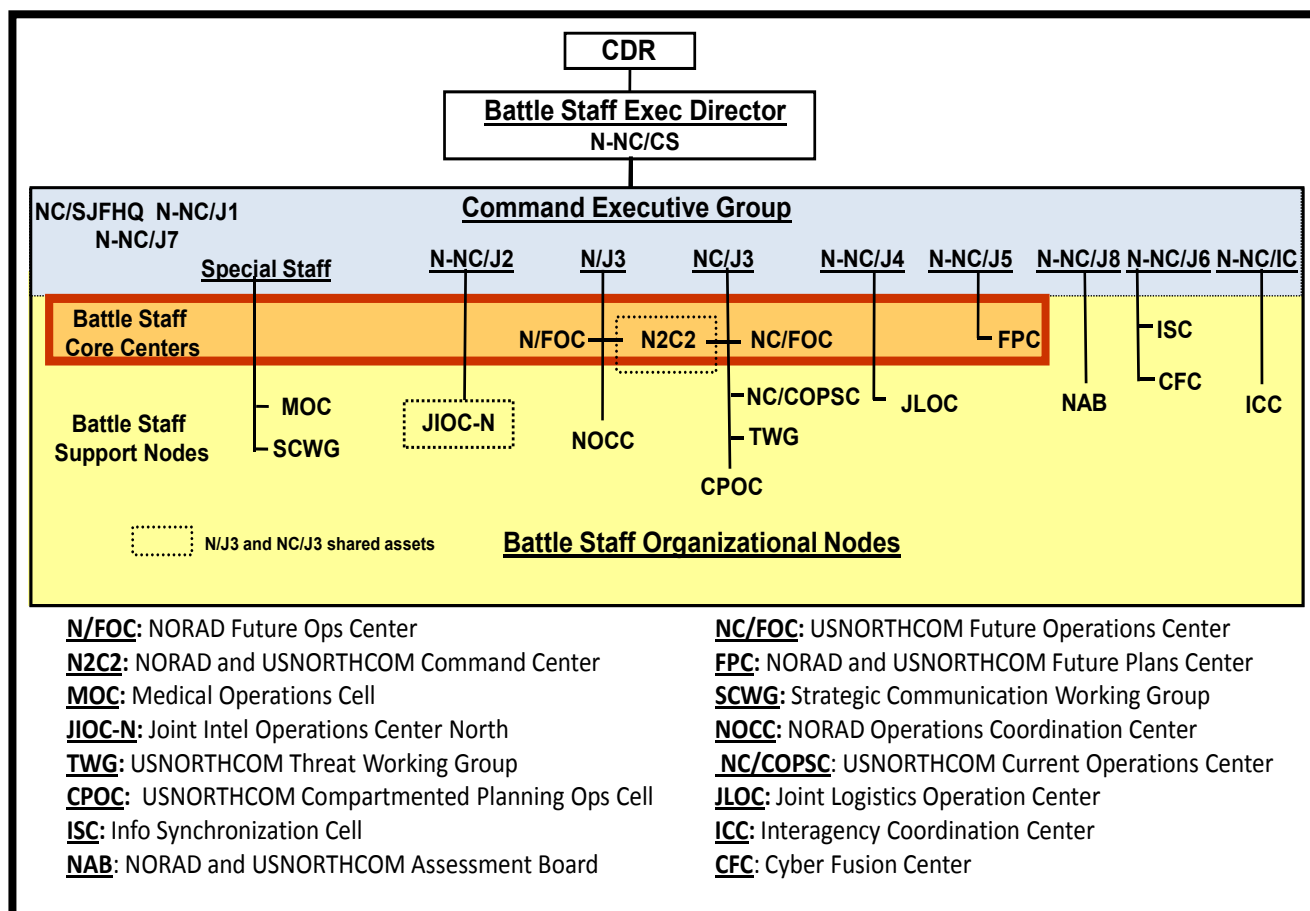 CDR
Battle Staff Exec Director
N-NC/CS
Command Executive Group
NC/SJFHQ N-NC/J1
N-NC/J7
Special Staff N-NC/J2 N/J3 NC/J3 N-NC/J4 N-NC/J5 N-NC/J8 N-NC/J6 N-NC/IC
Battle Staff
Core Centers
N/FOC N2C2 NC/FOC FPC ISC
CFC
MOC NC/COPSC JLOC NAB ICC
Battle Staff
Support Nodes
JIOC-N
SCWG NOCC TWG
CPOC
N/J3 and NC/J3 shared assets
Battle Staff Organizational Nodes
N/FOC: NORAD Future Ops Center
N2C2: NORAD and USNORTHCOM Command Center
MOC: Medical Operations Cell
JIOC-N: Joint Intel Operations Center North
TWG: USNORTHCOM Threat Working Group
CPOC: USNORTHCOM Compartmented Planning Ops Cell
ISC: Info Synchronization Cell
NAB: NORAD and USNORTHCOM Assessment Board
NC/FOC: USNORTHCOM Future Operations Center
FPC: NORAD and USNORTHCOM Future Plans Center
SCWG: Strategic Communication Working Group
NOCC: NORAD Operations Coordination Center
NC/COPSC: USNORTHCOM Current Operations Center
JLOC: Joint Logistics Operation Center
ICC: Interagency Coordination Center
CFC: Cyber Fusion Center